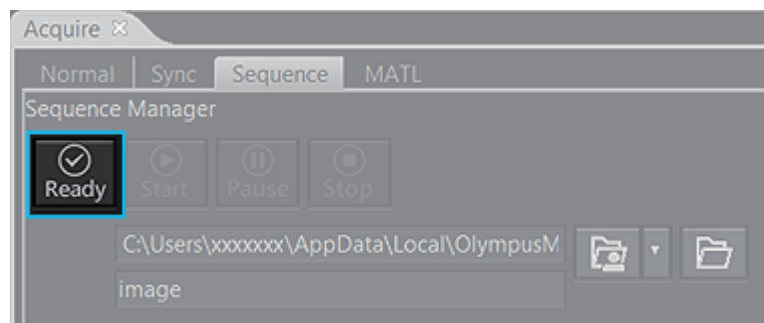 Acquire
Normal Sync Sequence MATL
Sequence Manager
Ready Start Pause Stop
C:\Users\xxxxxxx\AppData\Local\OlympusM
image